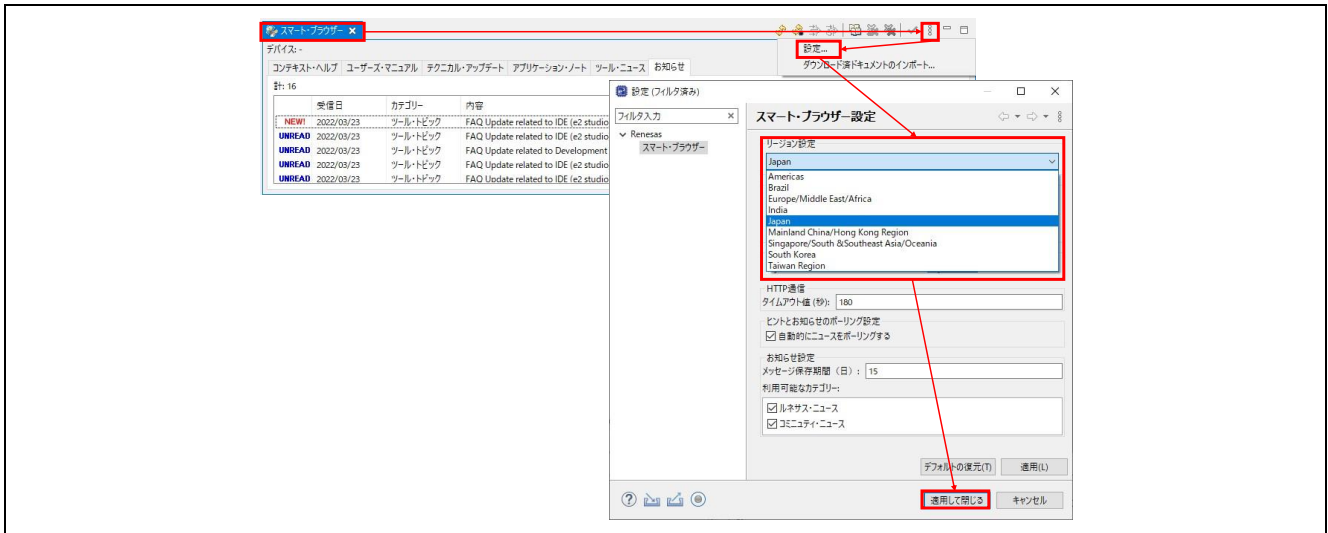 スマート・ブラウザー
デバイス: -
コンテキスト・ヘルプ ユーザーズ・マニュアル テクニカル・アップデート アプリケーション・ノート ツール・ニュース お知らせ
計: 16
受信日 カテゴリー 内容
NEW! 2022/03/23 ツール・トピック FAQ Update related to IDE (e2 studio
UNREAD 2022/03/23 ツール・トピック FAQ Update related to IDE (e2 studio
UNREAD 2022/03/23 ツール・トピック FAQ Update related to Development
UNREAD 2022/03/23 ツール・トピック FAQ Update related to IDE (e2 studio
UNREAD 2022/03/23 ツール・トピック FAQ Update related to IDE (e2 studio
設定...
ダウンロード済ドキュメントのインポート...
設定 (フィルタ済み)
フィルタ入力
Renesas
スマート・ブラウザー
スマート・ブラウザー設定
リージョン設定
Japan
Americas
Brazil
Europe/Middle East/Africa
India
Japan
Mainland China/Hong Kong Region
Singapore/South &Southeast Asia/Oceania
South Korea
Taiwan Region
HTTP通信
タイムアウト値 (秒): 180
ヒントとお知らせのポーリング設定
自動的にニュースをポーリングする
お知らせ設定
メッセージ保存期間（日）: 15
利用可能なカテゴリー:
ルネサス・ニュース
コミニュティ・ニュース
デフォルトの復元(T) 適用(L)
適用して閉じる キャンセル